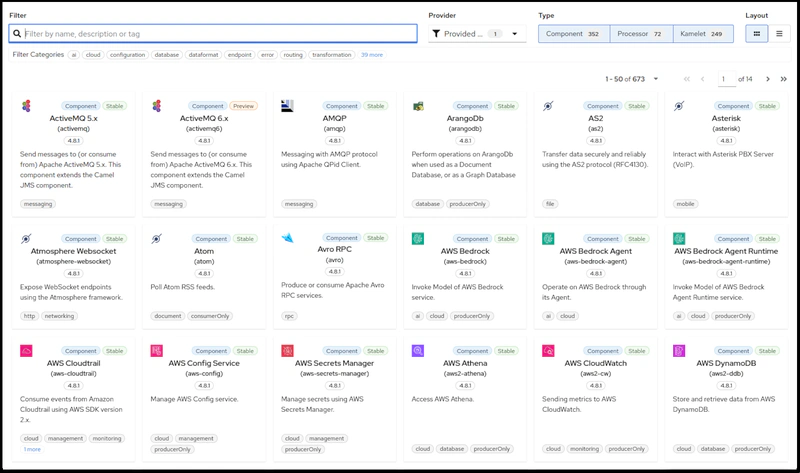 Filter
Provider
Type
Layout
Filter by name, description or tag
Provided ... 1
Component 352
Processor 72
Kamelet 249
Filter Categories ai cloud configuration database dataformat endpoint error routing transformation 39 more
1 - 50 of 673
1 of 14
Component Stable
ActiveMQ 5.x
(activemq)
4.8.1
Send messages to (or consume
from) Apache ActiveMQ 5.x. This
component extends the Camel
JMS component.
messaging
Component Preview
ActiveMQ 6.x
(activemq6)
4.8.1
Send messages to (or consume
from) Apache ActiveMQ 6.x. This
component extends the Camel
JMS component.
messaging
Component Stable
AMQP
(amqp)
4.8.1
Messaging with AMQP protocol
using Apache QPid Client.
messaging
Component Stable
ArangoDb
(arangodb)
4.8.1
Perform operations on ArangoDb
when used as a Document
Database, or as a Graph Database
database producerOnly
Component Stable
AS2
(as2)
4.8.1
Transfer data securely and reliably
using the AS2 protocol (RFC4130).
file
Component Stable
Asterisk
(asterisk)
4.8.1
Interact with Asterisk PBX Server
(VoIP).
mobile
Component Stable
Atmosphere Websocket
(atmosphere-websocket)
4.8.1
Expose WebSocket endpoints
using the Atmosphere framework.
http networking
Component Stable
Atom
(atom)
4.8.1
Poll Atom RSS feeds.
document consumerOnly
Component Stable
Avro RPC
(avro)
4.8.1
Produce or consume Apache Avro
RPC services.
rpc
Component Stable
AWS Bedrock
(aws-bedrock)
4.8.1
Invoke Model of AWS Bedrock
service.
ai cloud producerOnly
Component Stable
AWS Bedrock Agent
(aws-bedrock-agent)
4.8.1
Operate on AWS Bedrock through
its Agent.
ai cloud
Component Stable
AWS Bedrock Agent Runtime
(aws-bedrock-agent-runtime)
4.8.1
Invoke Model of AWS Bedrock
Agent Runtime service.
ai cloud producerOnly
Component Stable
AWS Cloudtrail
(aws-cloudtrail)
4.8.1
Consume events from Amazon
Cloudtrail using AWS SDK version
2.x.
cloud management monitoring
1 more
Component Stable
AWS Config Service
(aws-config)
4.8.1
Manage AWS Config service.
cloud management
producerOnly
Component Stable
AWS Secrets Manager
(aws-secrets-manager)
4.8.1
Manage secrets using AWS
Secrets Manager.
cloud management
producerOnly
Component Stable
AWS Athena
(aws2-athena)
4.8.1
Access AWS Athena.
cloud database producerOnly
Component Stable
AWS CloudWatch
(aws2-cw)
4.8.1
Sending metrics to AWS
CloudWatch.
cloud monitoring producerOnly
Component Stable
AWS DynamoDB
(aws2-ddb)
4.8.1
Store and retrieve data from AWS
DynamoDB.
cloud database producerOnly